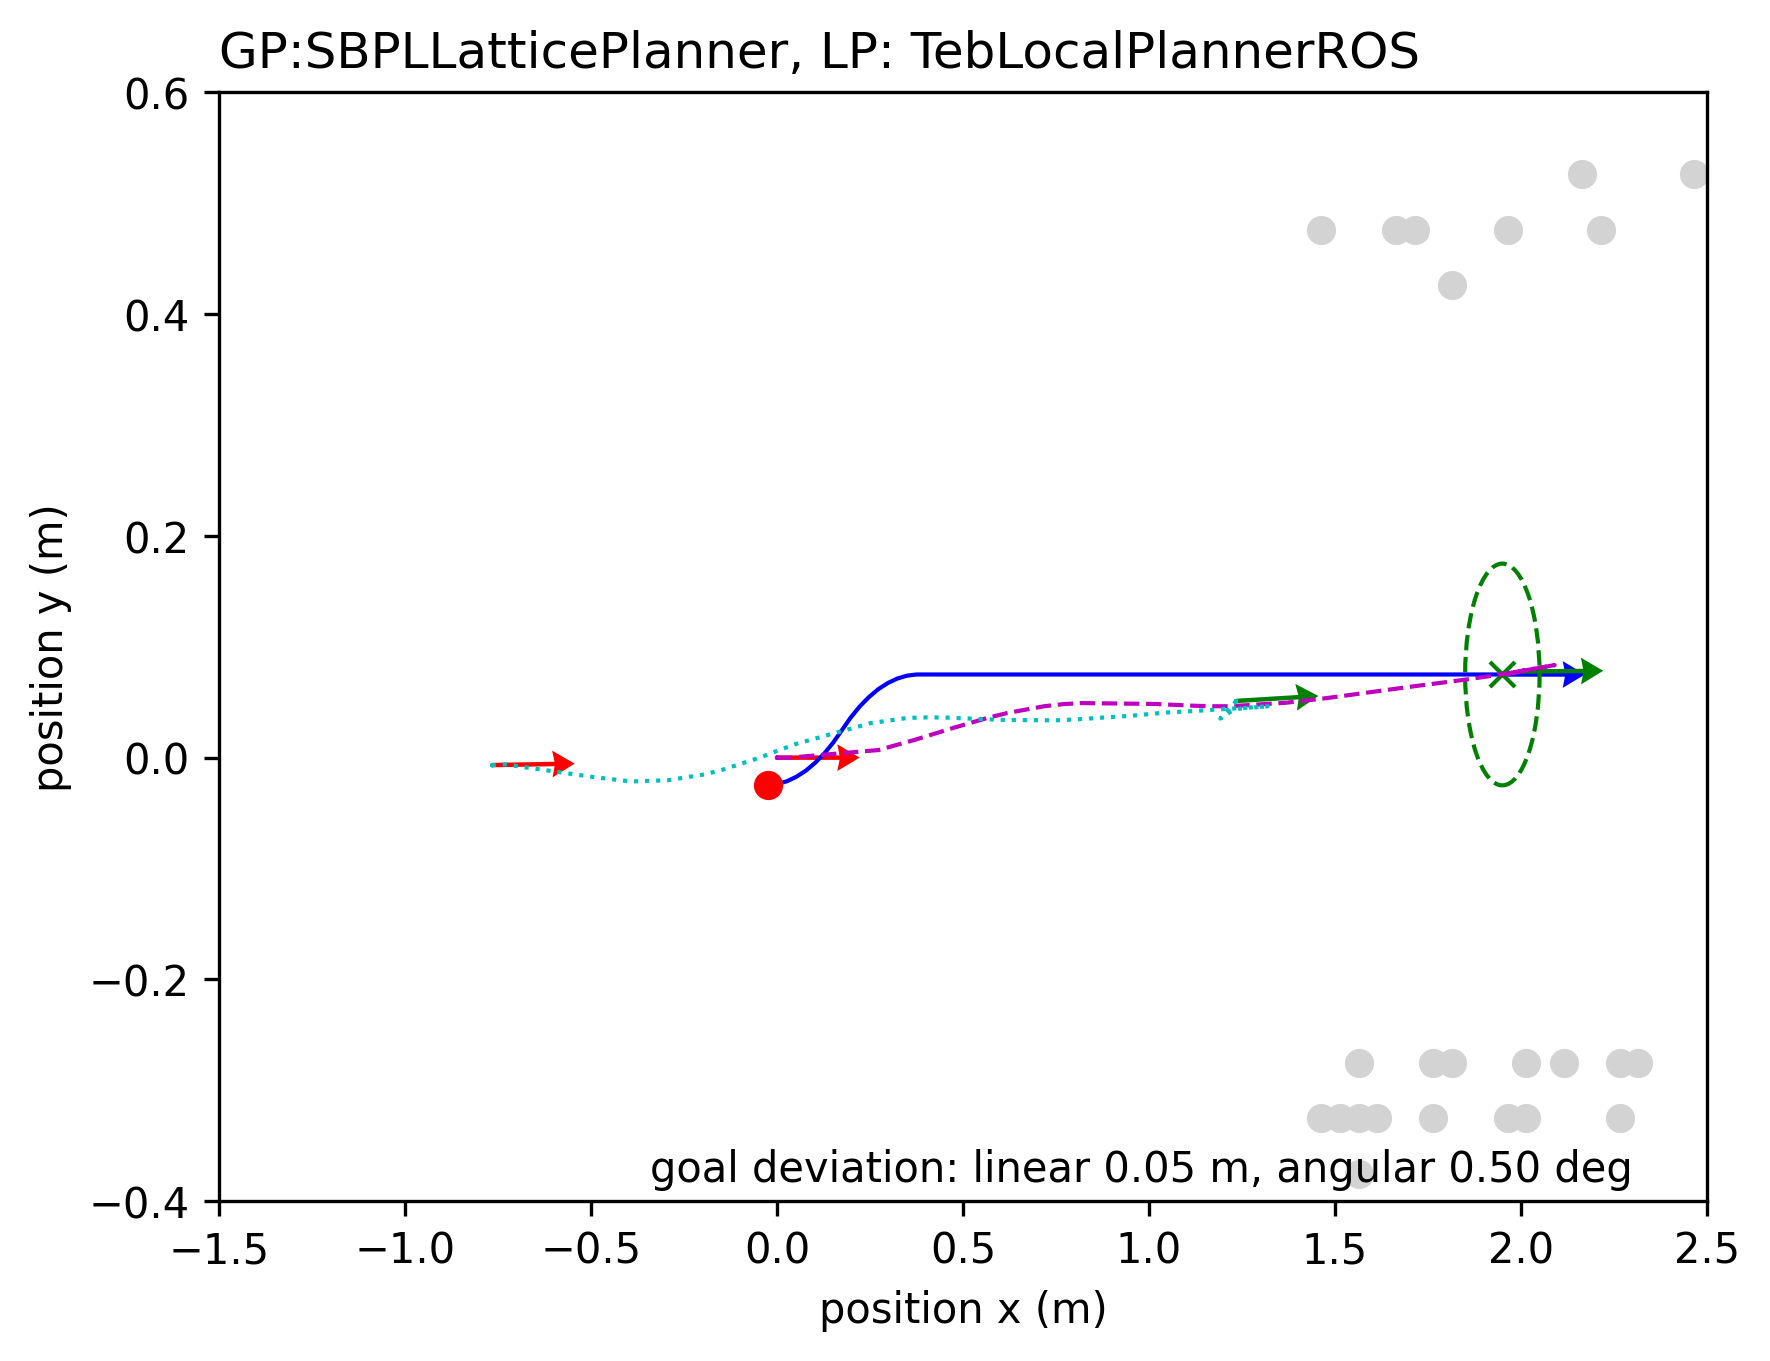 GP:SBPLLatticePlanner, LP: TebLocalPlannerROS
0.6
0.4
0.2
0.0
−0.2
−0.4
position y (m)
goal deviation: linear 0.05 m, angular 0.50 deg
−1.5 −1.0 −0.5 0.0 0.5 1.0 1.5 2.0 2.5
position x (m)